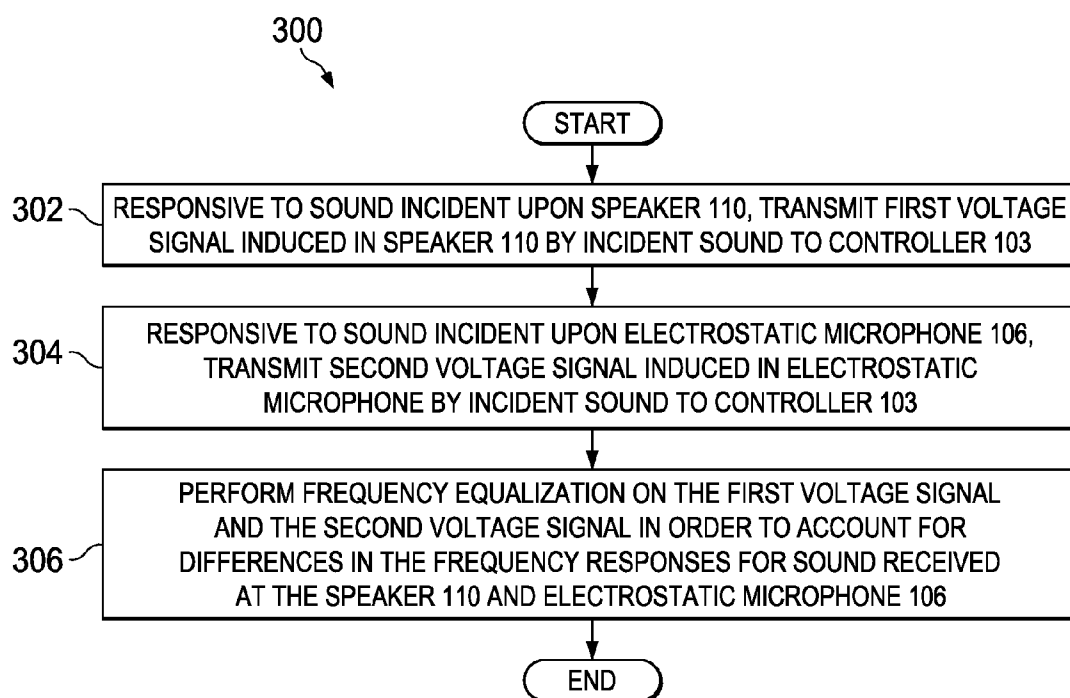 300
START
302
RESPONSIVE TO SOUND INCIDENT UPON SPEAKER 110, TRANSMIT FIRST VOLTAGE
SIGNAL INDUCED IN SPEAKER 110 BY INCIDENT SOUND TO CONTROLLER 103
304
RESPONSIVE TO SOUND INCIDENT UPON ELECTROSTATIC MICROPHONE 106,
TRANSMIT SECOND VOLTAGE SIGNAL INDUCED IN ELECTROSTATIC
MICROPHONE BY INCIDENT SOUND TO CONTROLLER 103
306
PERFORM FREQUENCY EQUALIZATION ON THE FIRST VOLTAGE SIGNAL
AND THE SECOND VOLTAGE SIGNAL IN ORDER TO ACCOUNT FOR
DIFFERENCES IN THE FREQUENCY RESPONSES FOR SOUND RECEIVED
AT THE SPEAKER 110 AND ELECTROSTATIC MICROPHONE 106
END